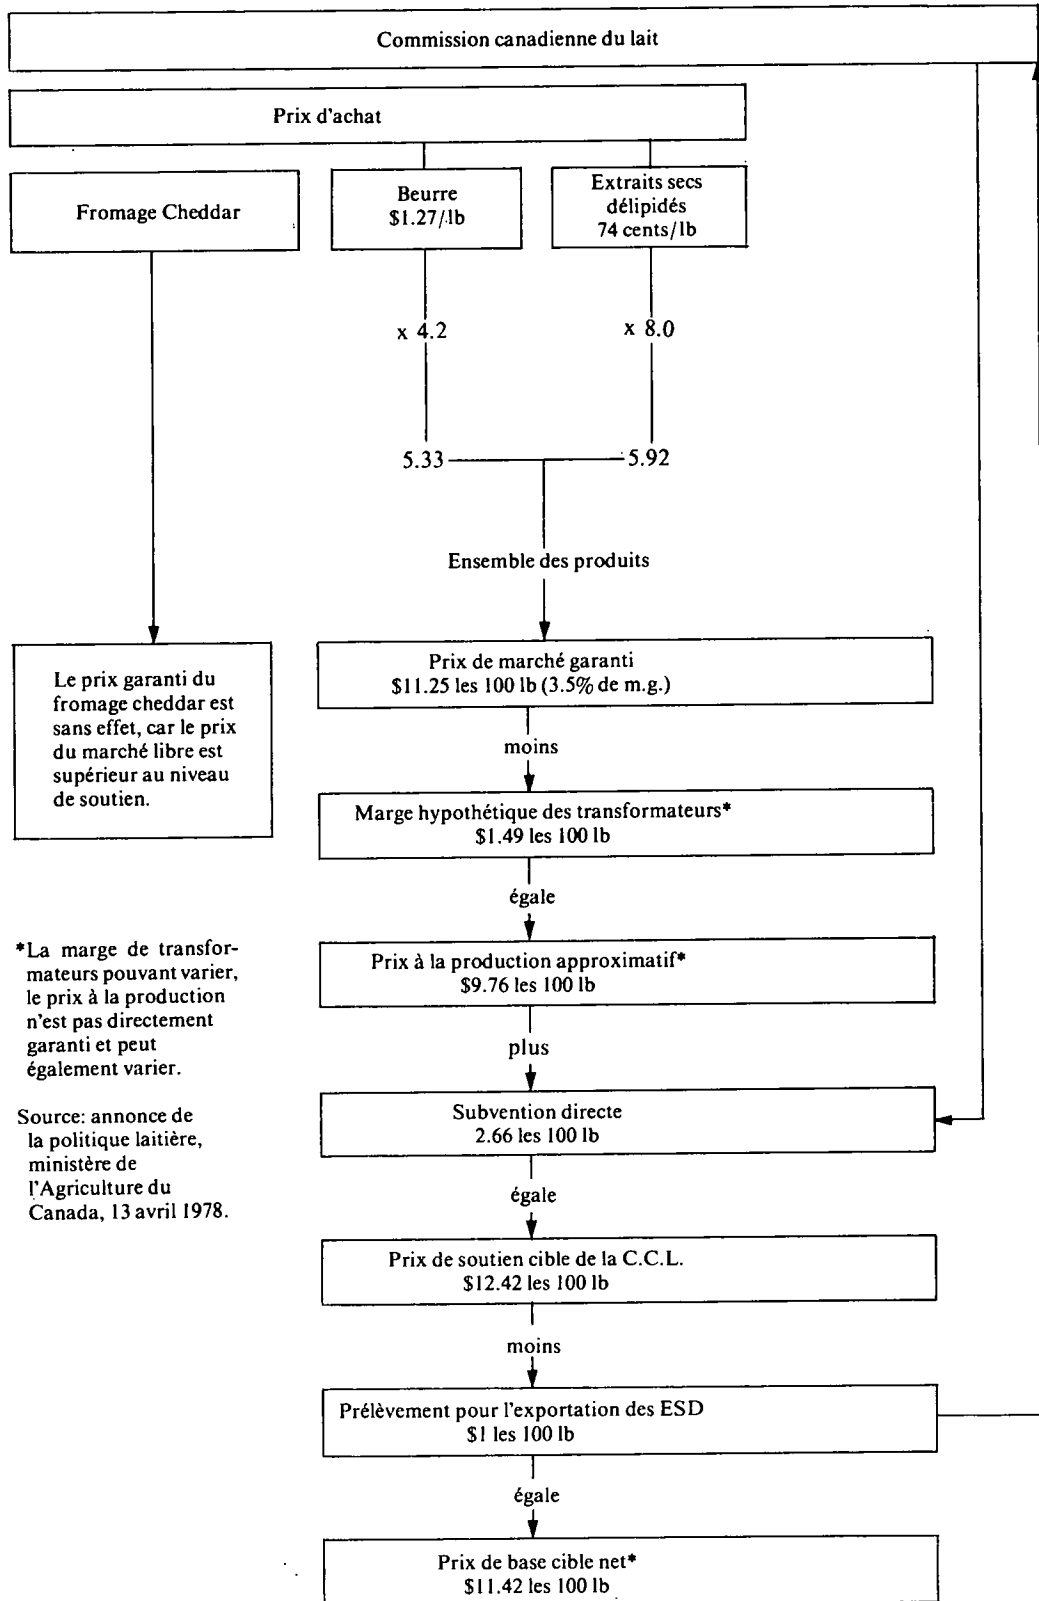 Commission canadienne du lait
Prix d'achat
Fromage Cheddar
Beurre
$1.27/lb
Extraits secs
délipidés
74 cents/lb
x 4.2
x 8.0
5.33
5.92
Ensemble des produits
Le prix garanti du
fromage cheddar est
sans effet, car le prix
du marché libre est
supérieur au niveau
de soutien.
Prix de marché garanti
$11.25 les 100 lb (3.5% de m.g.)
moins
Marge hypothétique des transformateurs*
$1.49 les 100 lb
égale
Prix à la production approximatif*
$9.76 les 100 lb
plus
Subvention directe
2.66 les 100 lb
égale
Prix de soutien cible de la C.C.L.
$12.42 les 100 lb
moins
Prélèvement pour l'exportation des ESD
$1 les 100 lb
égale
Prix de base cible net*
$11.42 les 100 lb
*La marge de transfor-
mateurs pouvant varier,
le prix à la production
n'est pas directement
garanti et peut
également varier.
Source: annonce de
la politique laitière,
ministère de
l'Agriculture du
Canada, 13 avril 1978.